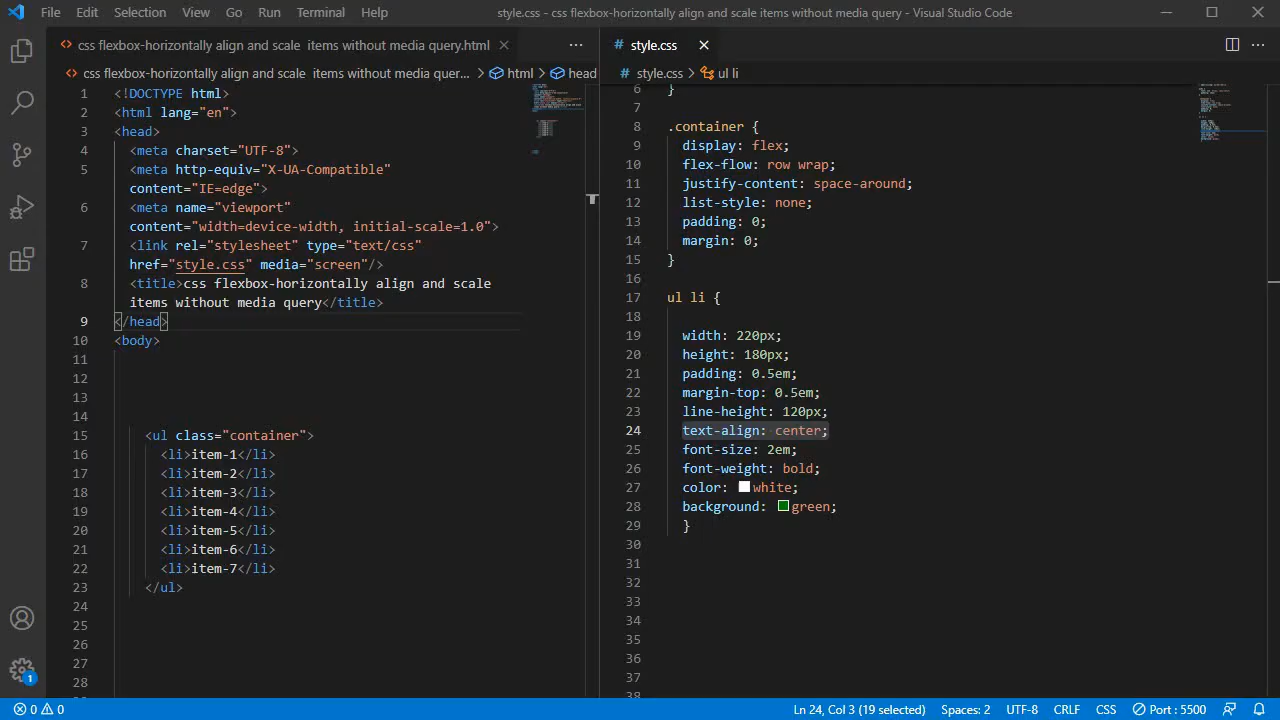 File Edit Selection View Go Run Terminal Help style.css - css flexbox-horizontally align and scale items without media query - Visual Studio Code
css flexbox-horizontally align and scale items without media query.html
css flexbox-horizontally align and scale items without media quer... > html > head
1 <!DOCTYPE html>
2 <html lang="en">
3 <head>
4 <meta charset="UTF-8">
5 <meta http-equiv="X-UA-Compatible"
content="IE=edge">
6 <meta name="viewport"
content="width=device-width, initial-scale=1.0">
7 <link rel="stylesheet" type="text/css"
href="style.css" media="screen"/>
8 <title>css flexbox-horizontally align and scale
items without media query</title>
9 </head>
10 <body>
11
12
13
14
15 <ul class="container">
16 <li>item-1</li>
17 <li>item-2</li>
18 <li>item-3</li>
19 <li>item-4</li>
20 <li>item-5</li>
21 <li>item-6</li>
22 <li>item-7</li>
23 </ul>
24
25
26
27
28
# style.css
# style.css > ul li
6 }
7
8 .container {
9 display: flex;
10 flex-flow: row wrap;
11 justify-content: space-around;
12 list-style: none;
13 padding: 0;
14 margin: 0;
15 }
16
17 ul li {
18
19 width: 220px;
20 height: 180px;
21 padding: 0.5em;
22 margin-top: 0.5em;
23 line-height: 120px;
24 text-align: center;
25 font-size: 2em;
26 font-weight: bold;
27 color: white;
28 background: green;
29 }
30
31
32
33
34
35
36
37
38
1
0 0 Ln 24, Col 3 (19 selected) Spaces: 2 UTF-8 CRLF CSS Port : 5500